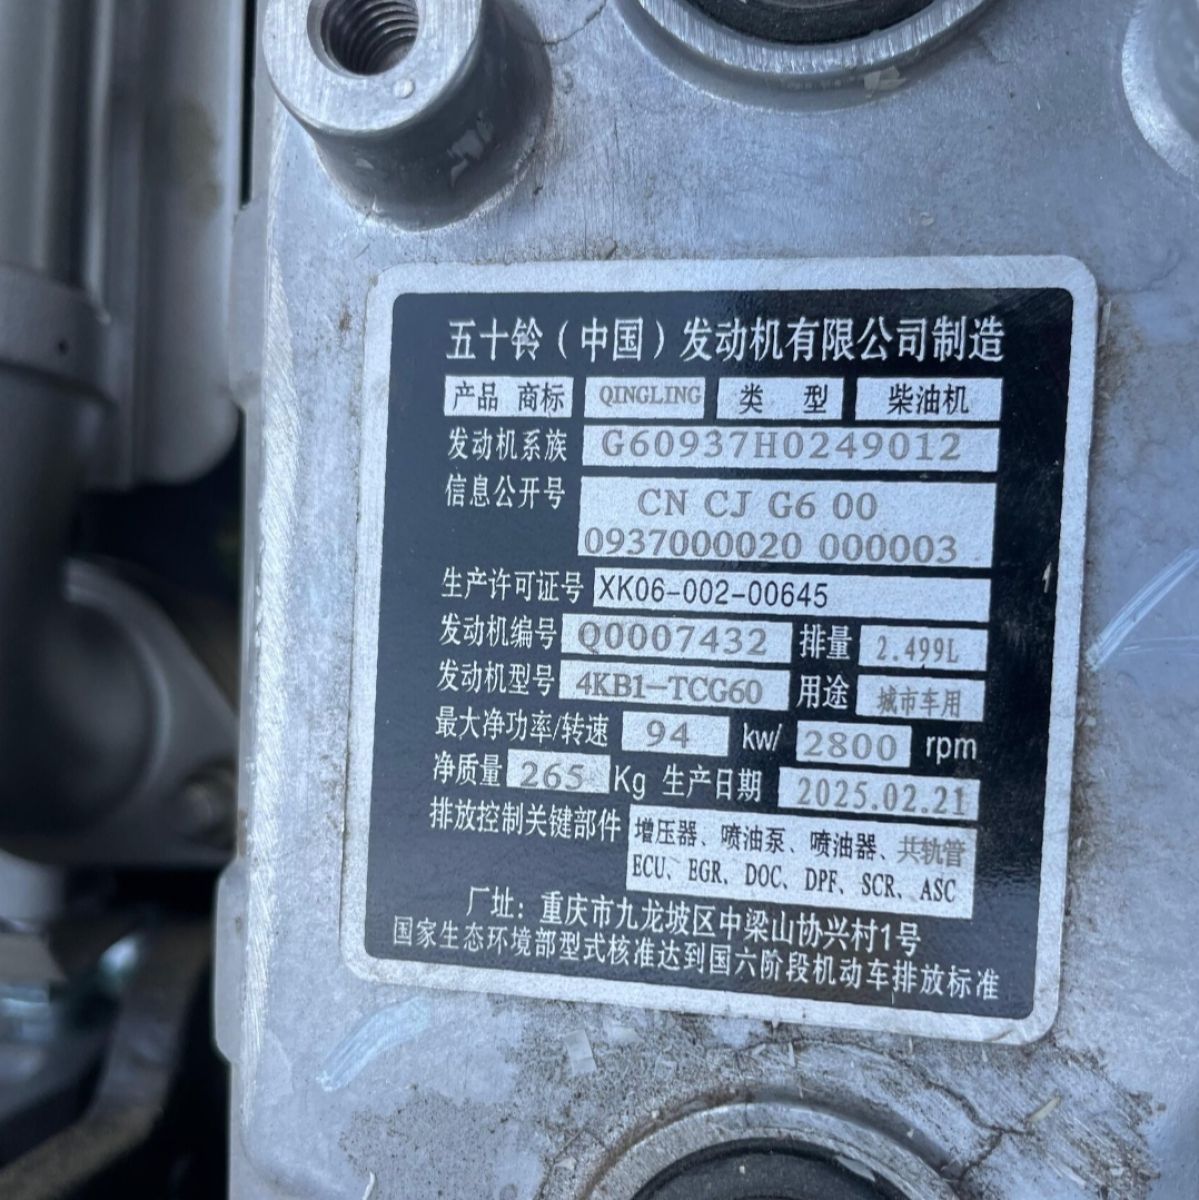 五十铃（中国）发动机有限公司制造
产品 商标 QINGLING 类 型 柴油机
发动机系族 G60937H0249012
信息公开号 CN CJ G6 00
0937000020 000003
生产许可证号 XK06-002-00645
发动机编号 Q0007432 排量 2.499L
发动机型号 4KB1-TCG60 用途 城市车用
最大净功率/转速 94 kw/ 2800 rpm
净质量 265 Kg 生产日期 2025.02.21
排放控制关键部件 增压器、喷油泵、喷油器、共轨管
ECU、EGR、DOC、DPF、SCR、ASC
厂址：重庆市九龙坡区中梁山协兴村1号
国家生态环境部型式核准达到国六阶段机动车排放标准